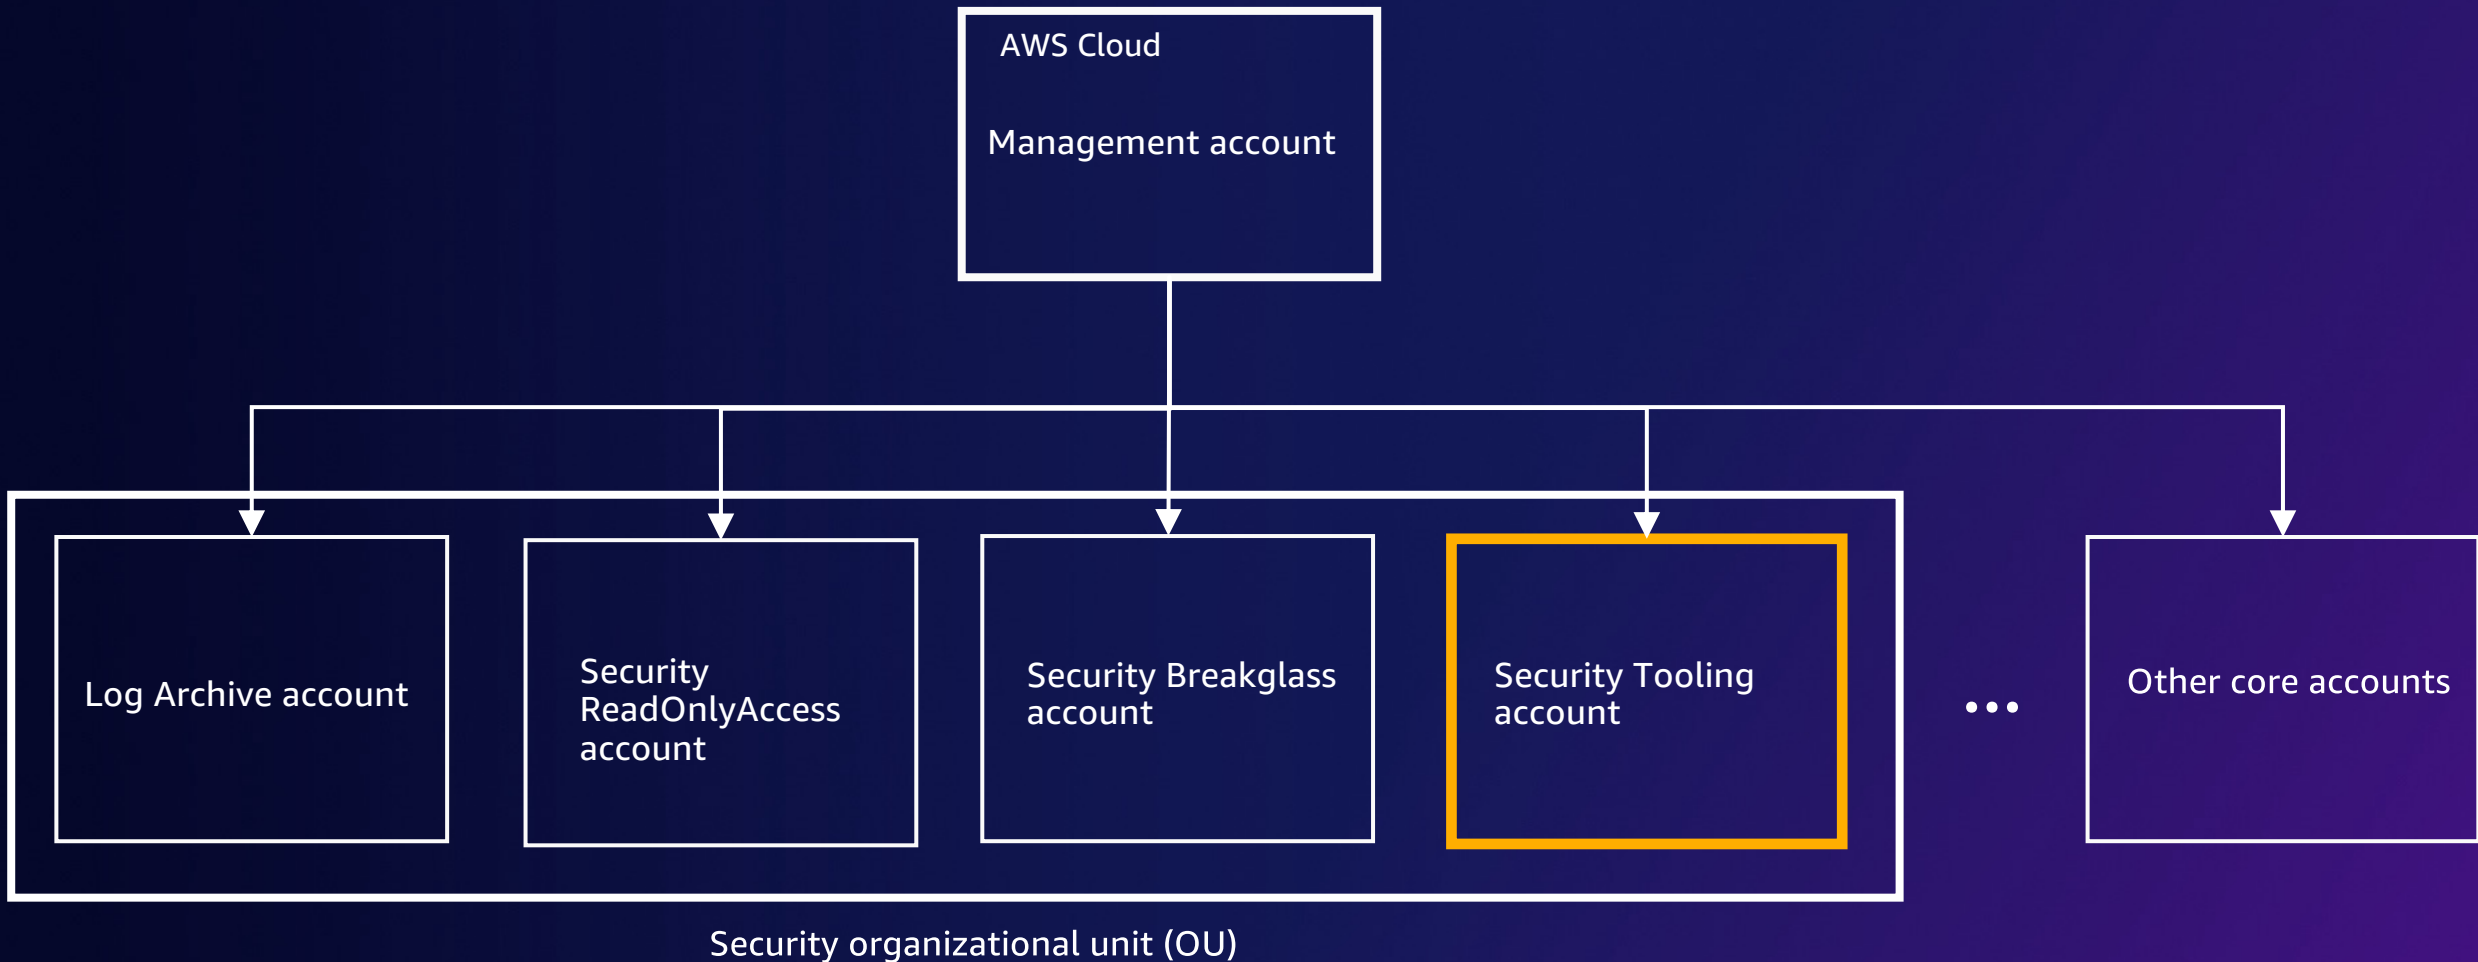 AWS Cloud
Management account
Log Archive account
Security
ReadOnlyAccess
account
Security Breakglass
account
Security Tooling
account
...
Other core accounts
Security organizational unit (OU)